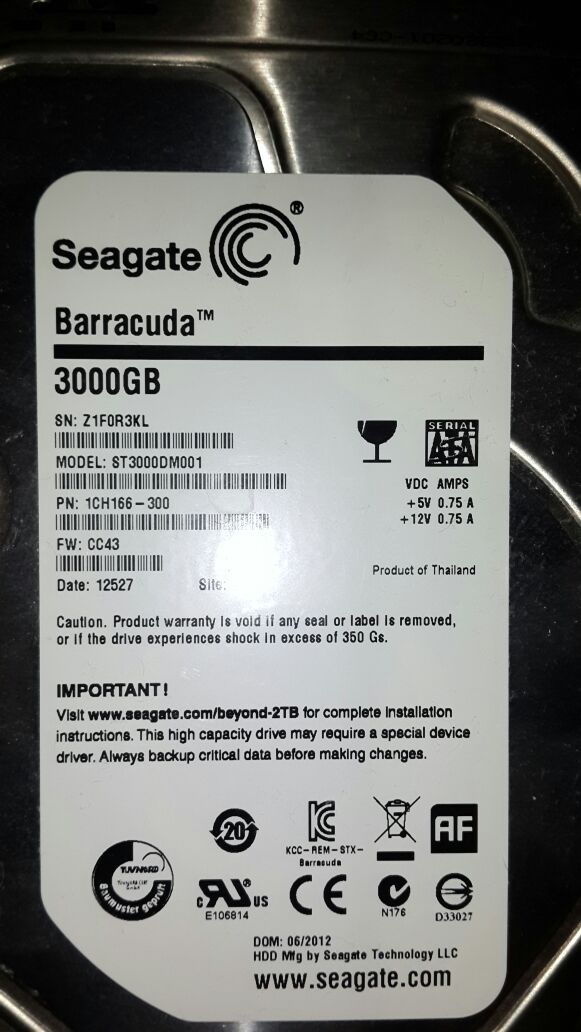 Seagate®
Barracuda™
3000GB
SN: Z1F0R3KL
MODEL: ST3000DM001
PN: 1CH166-300
FW: CC43
Date: 12527 Site:
SERIAL
ATA
VDC AMPS
+5V 0.75 A
+12V 0.75 A
Product of Thailand
Caution. Product warranty is void if any seal or label is removed,
or if the drive experiences shock in excess of 350 Gs.
IMPORTANT!
Visit www.seagate.com/beyond-2TB for complete installation
instructions. This high capacity drive may require a special device
driver. Always backup critical data before making changes.
20
KCC-REM-STX-
Barracuda
AF
TUV NORD
Baumuster geprüft
c RU® US
E106814
CE
N176
D33027
DOM: 06/2012
HDD Mfg by Seagate Technology LLC
www.seagate.com